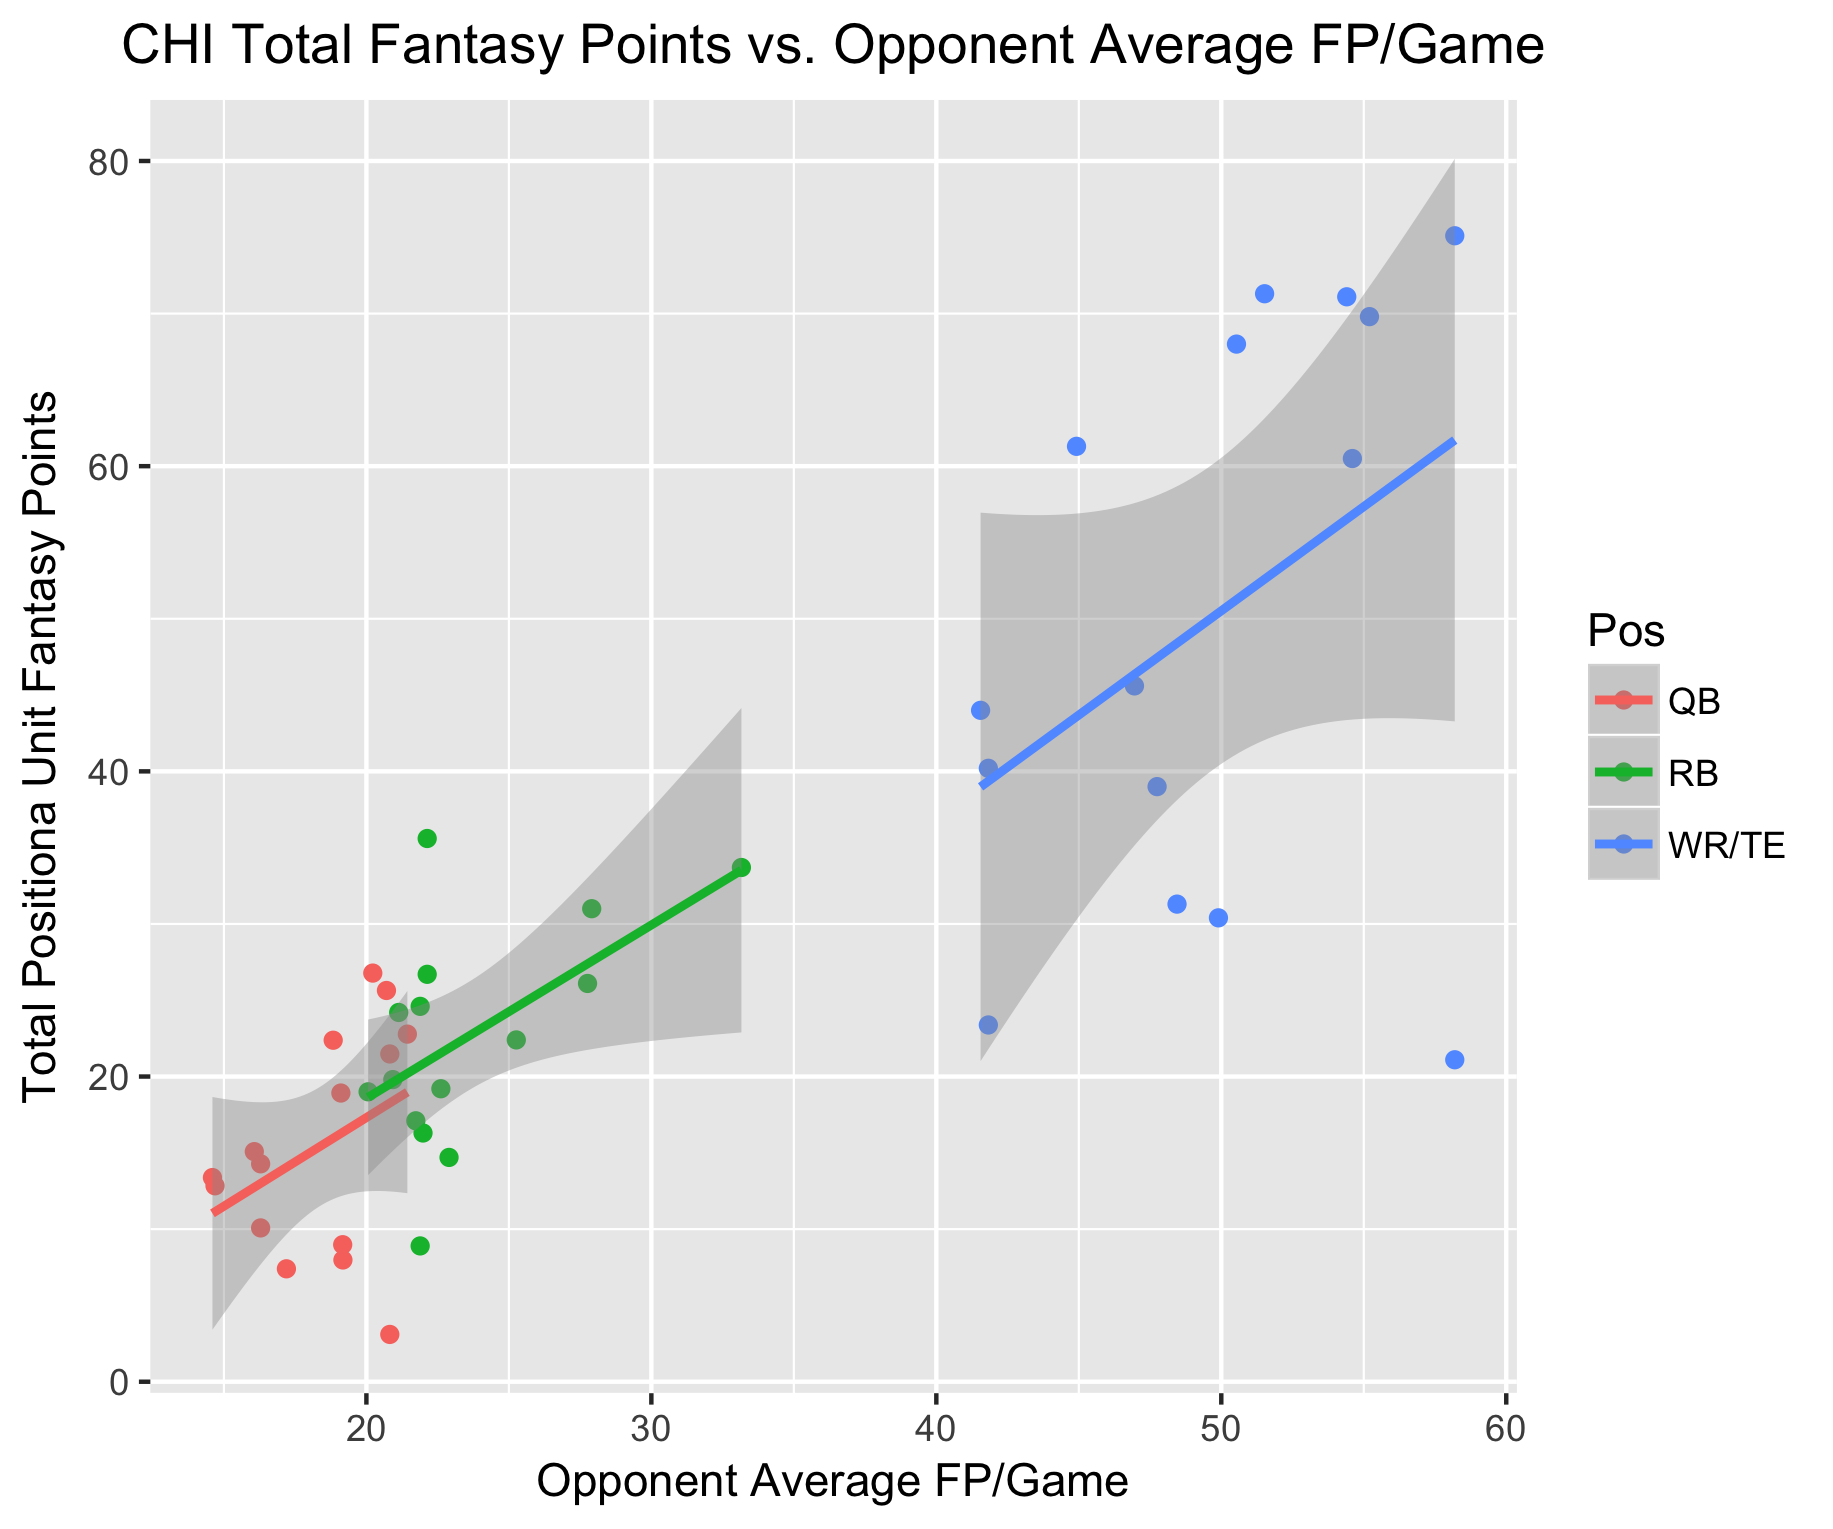 CHI Total Fantasy Points vs. Opponent Average FP/Game
Total Positiona Unit Fantasy Points
80
60
40
20
0
20
30
40
50
60
Opponent Average FP/Game
Pos
QB
RB
WR/TE